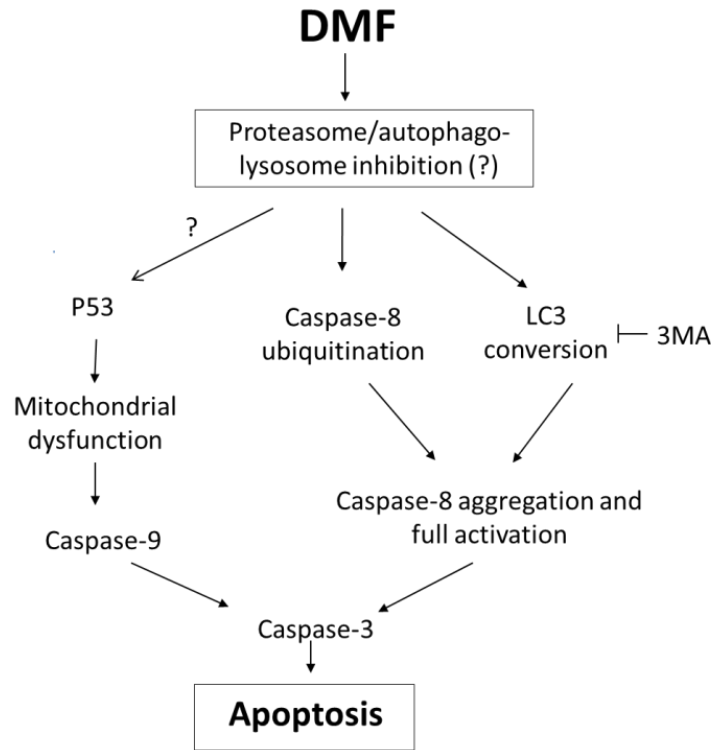 DMF
Proteasome/autophago-
lysosome inhibition (?)
?
P53
Caspase-8
ubiquitination
LC3
conversion
3MA
Mitochondrial
dysfunction
Caspase-9
Caspase-8 aggregation and
full activation
Caspase-3
Apoptosis